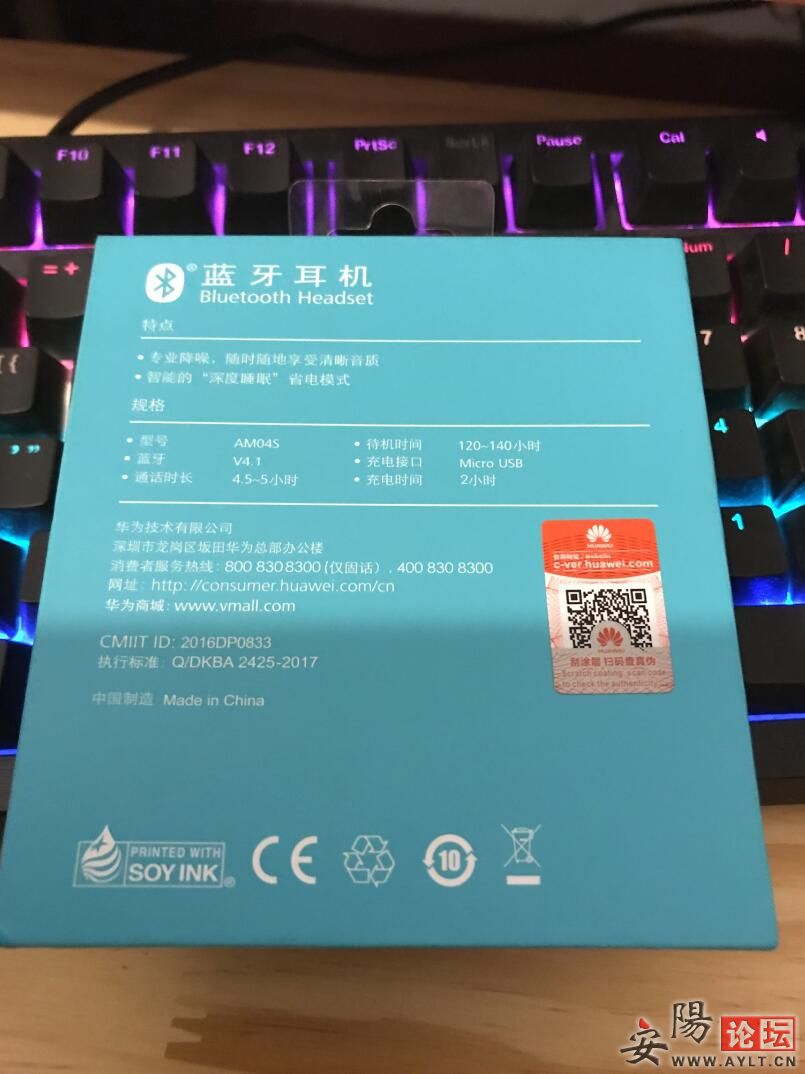 F10 F11 F12 PrtSc Pause Cal
= +
Num /
{
7 8
, "
4
1
蓝牙耳机
Bluetooth Headset
特点
• 专业降噪，随时随地享受清晰音质
• 智能的“深度睡眠”省电模式
规格
• 型号 AM04S • 待机时间 120~140小时
• 蓝牙 V4.1 • 充电接口 Micro USB
• 通话时长 4.5~5小时 • 充电时间 2小时
华为技术有限公司
深圳市龙岗区坂田华为总部办公楼
消费者服务热线: 800 830 8300 (仅固话) , 400 830 8300
网址: http://consumer.huawei.com/cn
华为商城: www.vmall.com
CMIIT ID: 2016DP0833
执行标准: Q/DKBA 2425-2017
中国制造 Made in China
HUAWEI
c-ver.huawei.com
HUAWEI
刮涂层 扫码查真伪
Scratch coating, scan code
to check the authenticity
PRINTED WITH
SOY INK ®
CE
10
安陽论坛
WWW.AYLT.CN